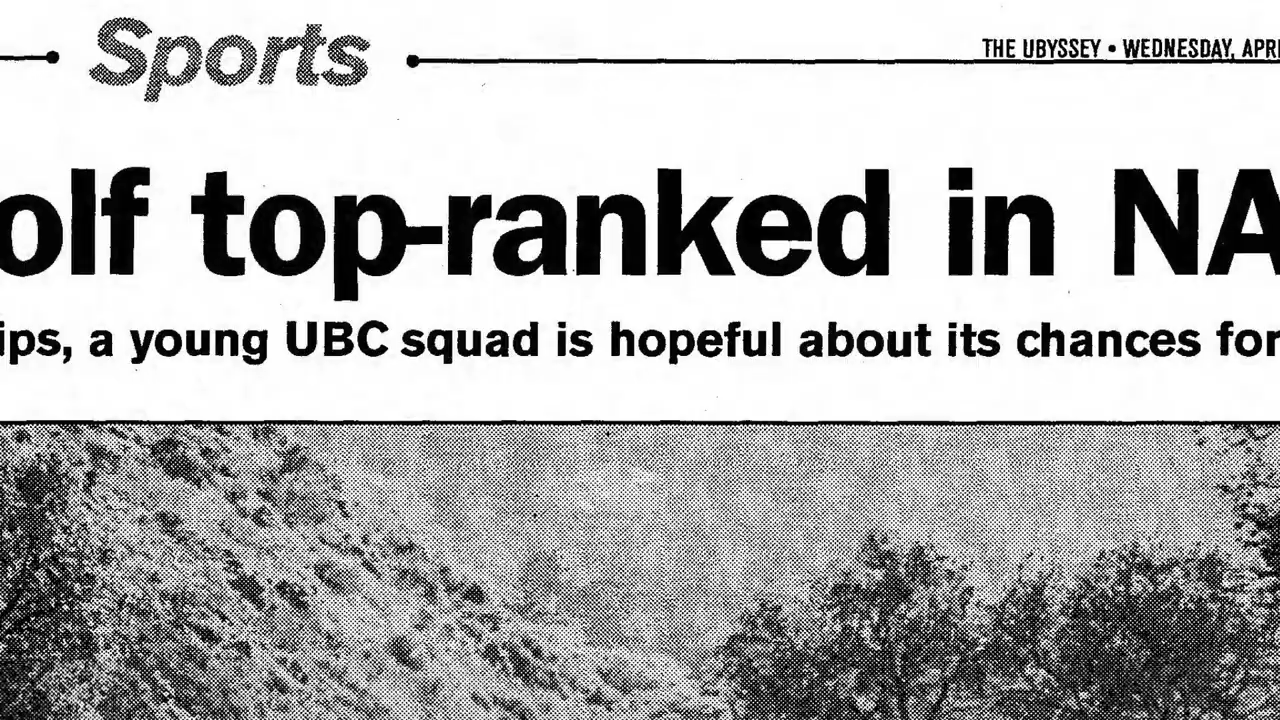 Sports
THE UBYSSEY • WEDNESDAY, APRI
olf top-ranked in NA
ips, a young UBC squad is hopeful about its chances for